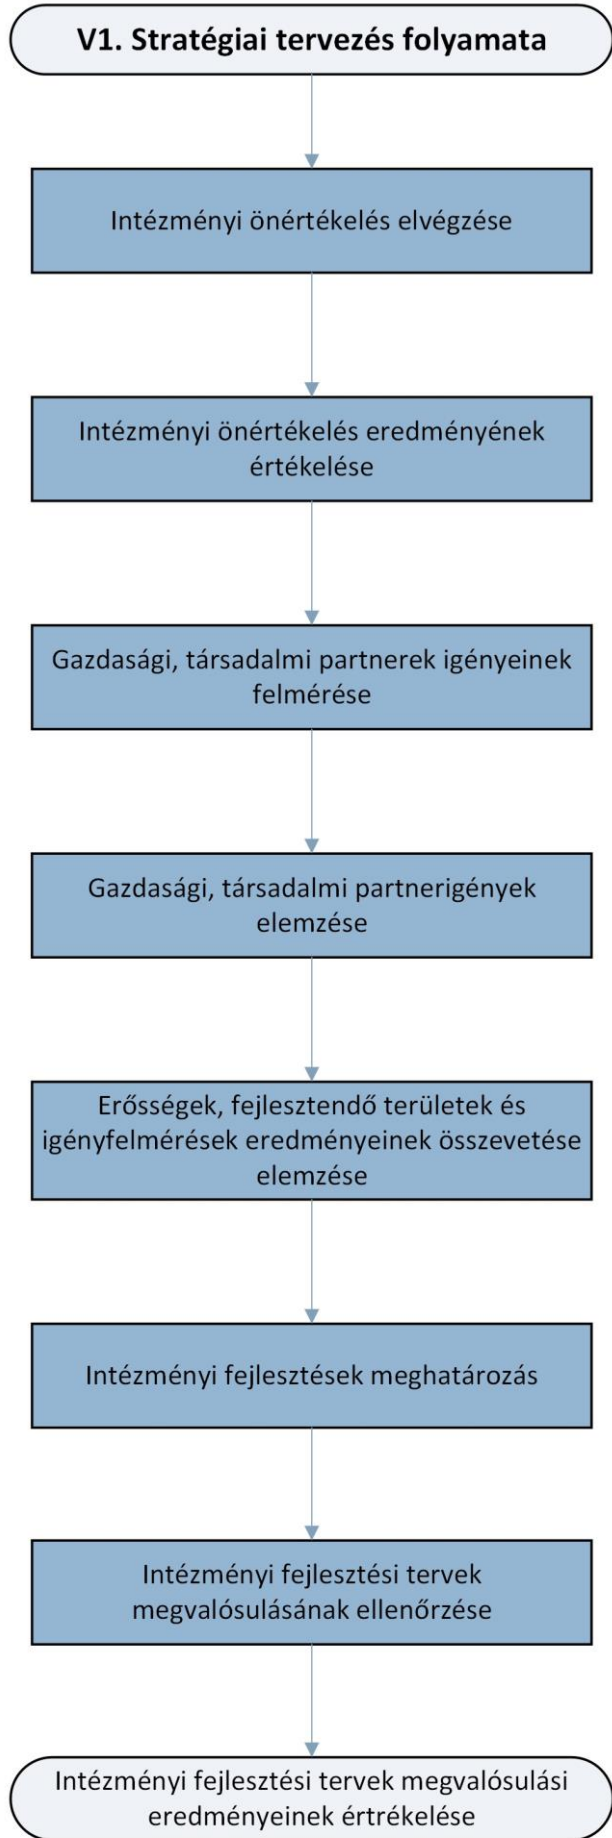 V1. Stratégiai tervezés folyamata
Intézményi önértékelés elvégzése
Intézményi önértékelés eredményének
értékelése
Gazdasági, társadalmi partnerek igényeinek
felmérése
Gazdasági, társadalmi partnerigények
elemzése
Erősségek, fejlesztendő területek és
igényfelmérések eredményeinek összevetése
elemzése
Intézményi fejlesztések meghatározás
Intézményi fejlesztési tervek
megvalósulásának ellenőrzése
Intézményi fejlesztési tervek megvalósulási
eredményeinek értrékelése